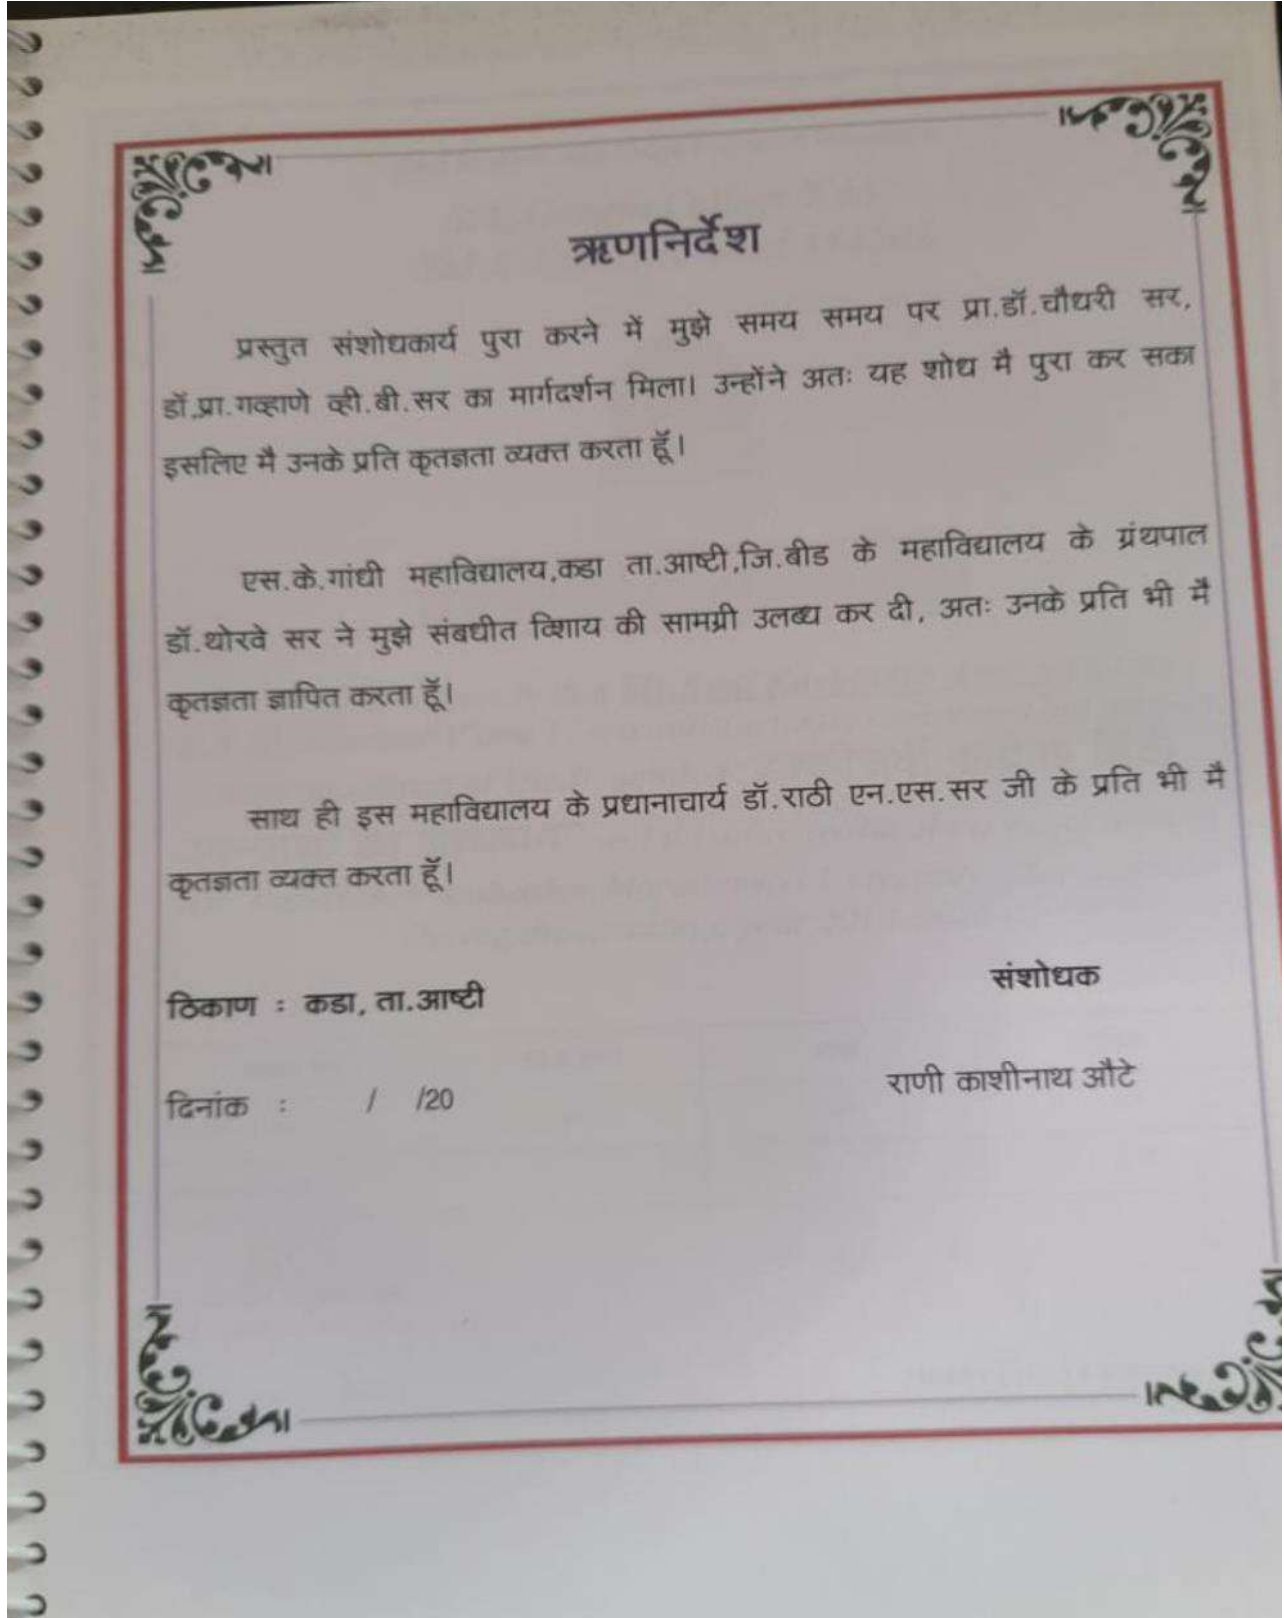 ऋणनिर्देश
प्रस्तुत संशोधकार्य पुरा करने में मुझे समय समय पर प्रा.डॉ.चौधरी सर,
डॉ.प्रा.गव्हाणे व्ही.बी.सर का मार्गदर्शन मिला। उन्होंने अतः यह शोध मै पुरा कर सका
इसलिए मै उनके प्रति कृतज्ञता व्यक्त करता हूॅ।
एस.के.गांधी महाविद्यालय,कडा ता.आष्टी,जि.बीड के महाविद्यालय के ग्रंथपाल
डॉ.थोरवे सर ने मुझे संबधीत विशाय की सामग्री उलब्ध कर दी, अतः उनके प्रति भी मै
कृतज्ञता ज्ञापित करता हूॅ।
साथ ही इस महाविद्यालय के प्रधानाचार्य डॉ.राठी एन.एस.सर जी के प्रति भी मै
कृतज्ञता व्यक्त करता हूॅ।
संशोधक
ठिकाण : कडा, ता.आष्टी
राणी काशीनाथ औटे
दिनांक : / /20